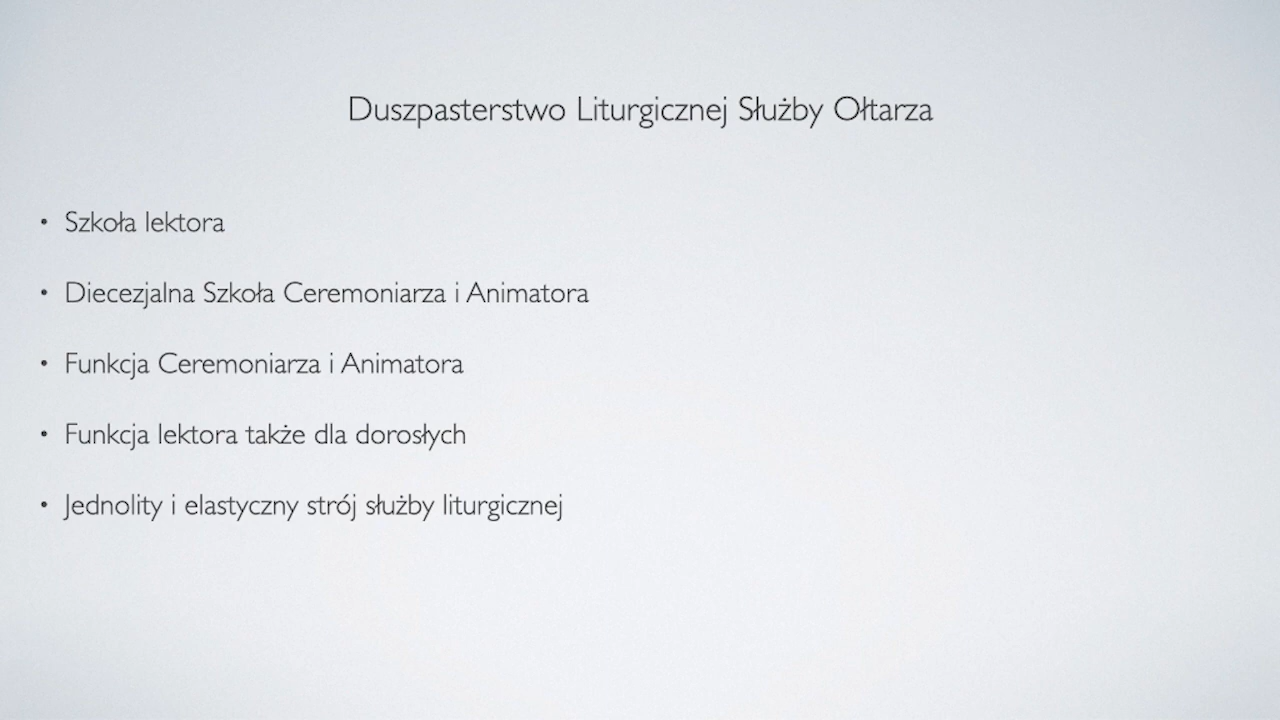 Duszpasterstwo Liturgicznej Służby Ołtarza
• Szkoła lektora
• Diecezjalna Szkoła Ceremoniarza i Animatora
• Funkcja Ceremoniarza i Animatora
• Funkcja lektora także dla dorosłych
• Jednolity i elastyczny strój służby liturgicznej